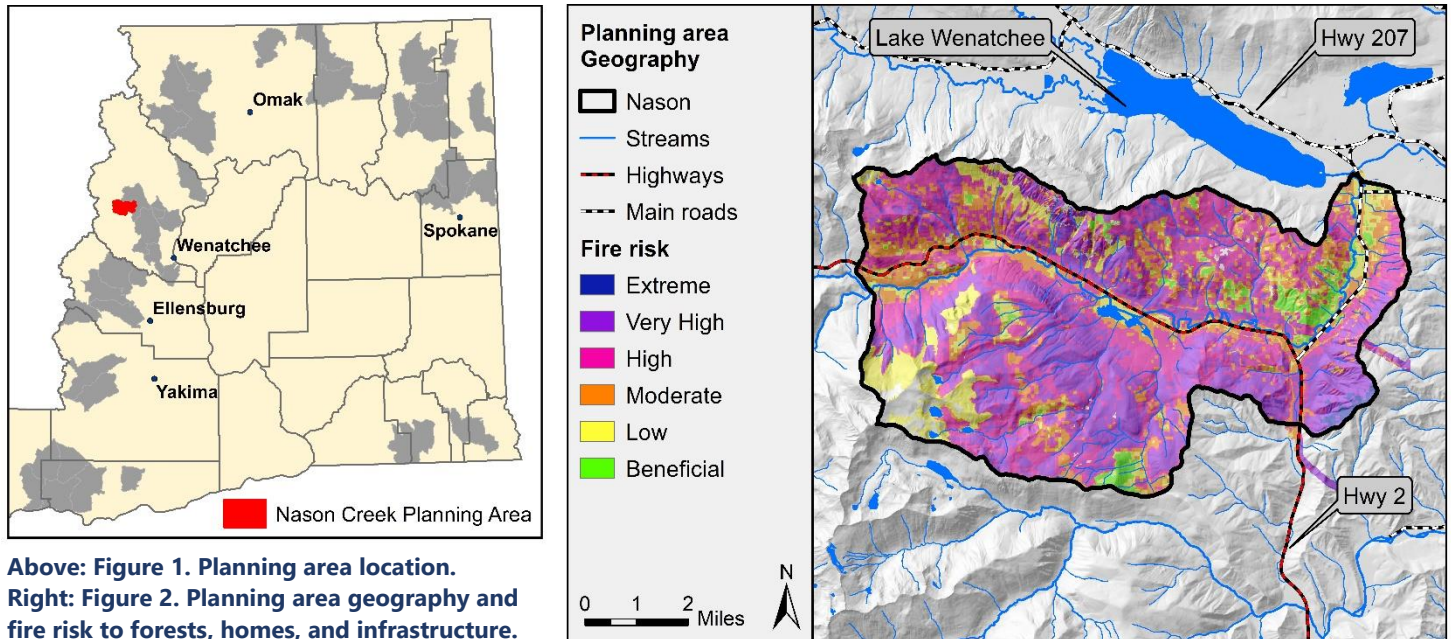 Omak
Spokane
Wenatchee
Ellensburg
Yakima
Nason Creek Planning Area
Above: Figure 1. Planning area location.
Right: Figure 2. Planning area geography and
fire risk to forests, homes, and infrastructure.
Planning area
Geography
Nason
Streams
Highways
Main roads
Fire risk
Extreme
Very High
High
Moderate
Low
Beneficial
0 1 2
Miles
N
Lake Wenatchee
Hwy 207
Hwy 2